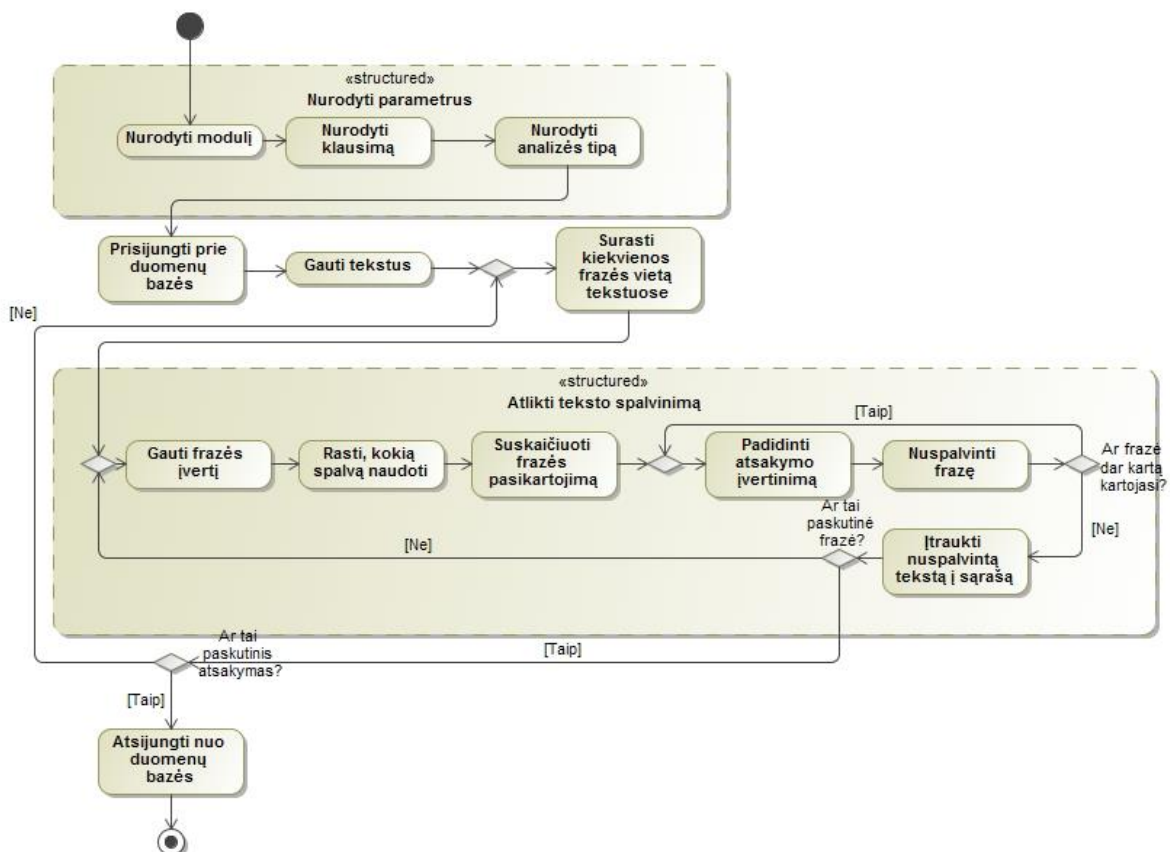 «structured»
Nurodyti parametrus
Nurodyti modulį
Nurodyti
klausimą
Nurodyti
analizės tipą
Prisijungti prie
duomenų
bazės
Gauti tekstus
Surasti
kiekvienos
frazės vietą
tekstuose
[Ne]
«structured»
Atlikti teksto spalvinimą
[Taip]
Gauti frazės
įvertį
Rasti, kokią
spalvą naudoti
Suskaičiuoti
frazės
pasikartojimą
Padidinti
atsakymo
įvertinimą
Nuspalvinti
frazę
Ar frazė
dar kartą
kartojasi?
Ar tai
paskutinė
frazė?
[Ne]
[Ne]
Įtraukti
nuspalvintą
tekstą į sąrašą
Ar tai
paskutinis
atsakymas?
[Taip]
[Taip]
Atsijungti nuo
duomenų
bazės